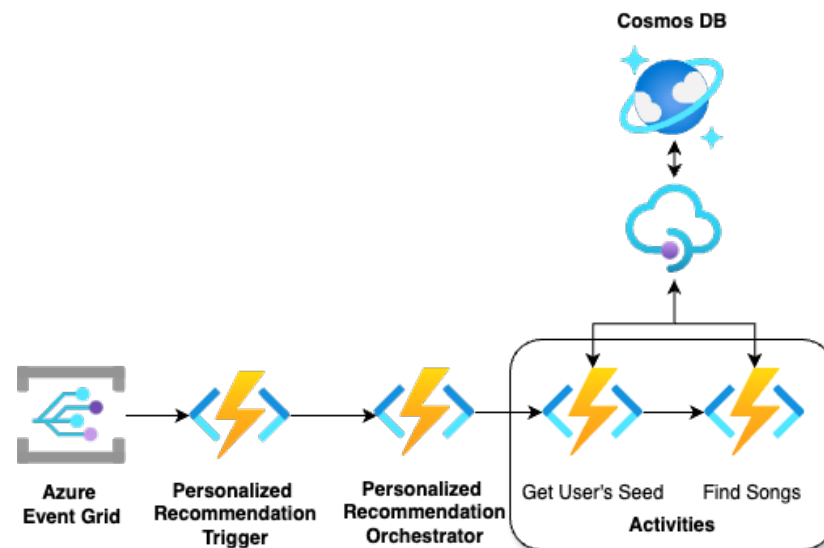 Cosmos DB
Azure
Event Grid
Personalized
Recommendation
Trigger
Personalized
Recommendation
Orchestrator
Get User's Seed
Find Songs
Activities